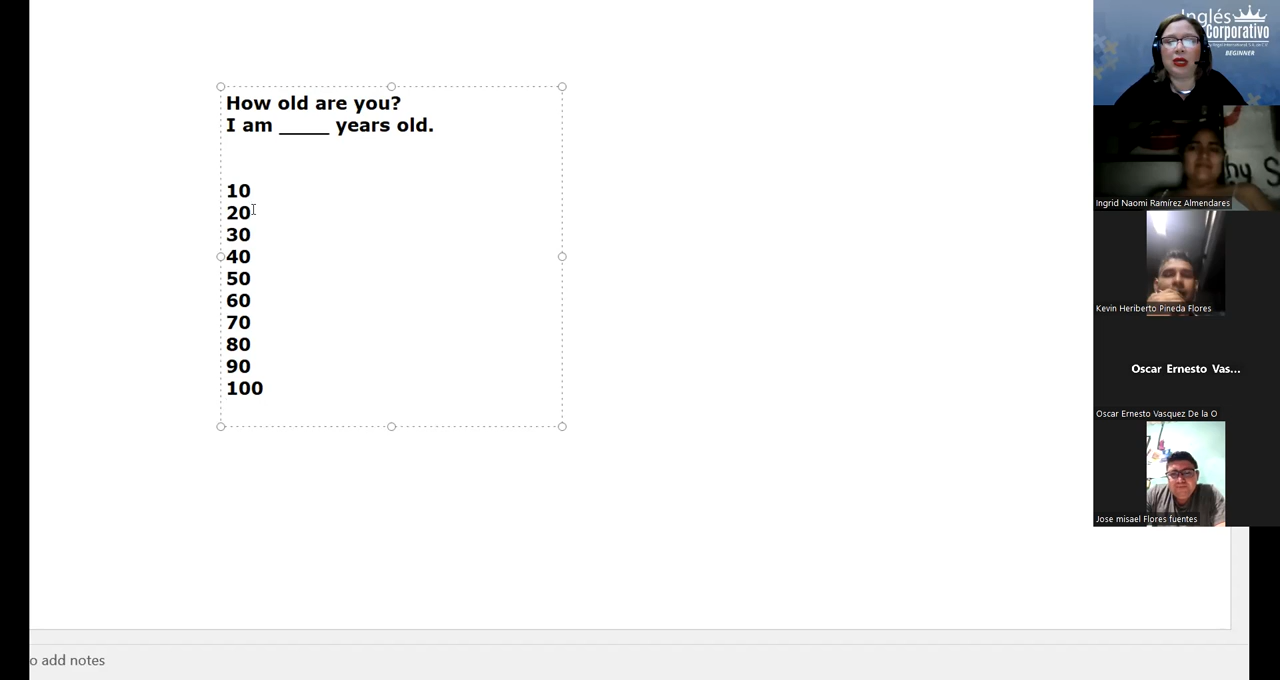 How old are you?
I am ____ years old.
10
20
30
40
50
60
70
80
90
100
o add notes
Inglés
Corporativo
BEGINNER
Ingrid Naomi Ramírez Almendares
Kevin Heriberto Pineda Flores
Oscar Ernesto Vas...
Oscar Ernesto Vasquez De la O
Jose misael Flores fuentes